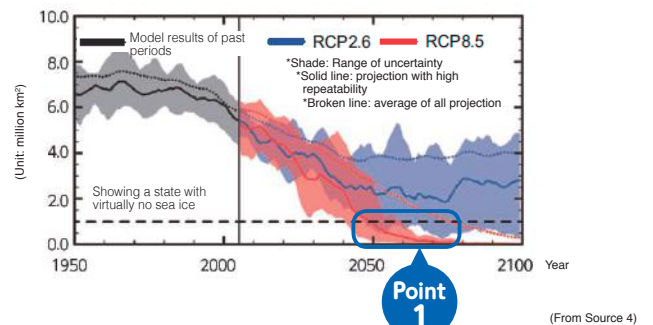 Model results of past
periods
RCP2.6
RCP8.5
*Shade: Range of uncertainty
*Solid line: projection with high
repeatability
*Broken line: average of all projection
(Unit: million km²)
8.0
6.0
4.0
2.0
0.0
Showing a state with
virtually no sea ice
1950
2000
2050
2100
Year
Point
1
(From Source 4)